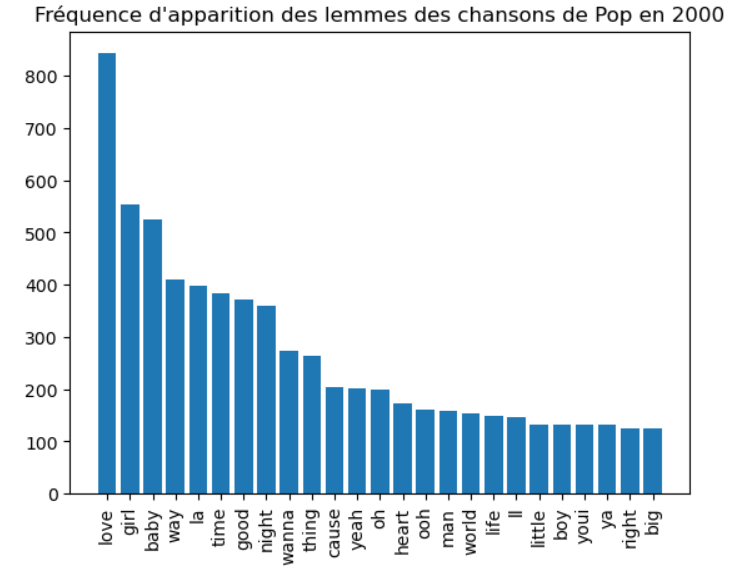 Fréquence d'apparition des lemmes des chansons de Pop en 2000
800
700
600
500
400
300
200
100
0
love
girl
baby
way
la
time
good
night
wanna
thing
cause
yeah
oh
heart
ooh
man
world
life
ll
little
boy
youi
ya
right
big